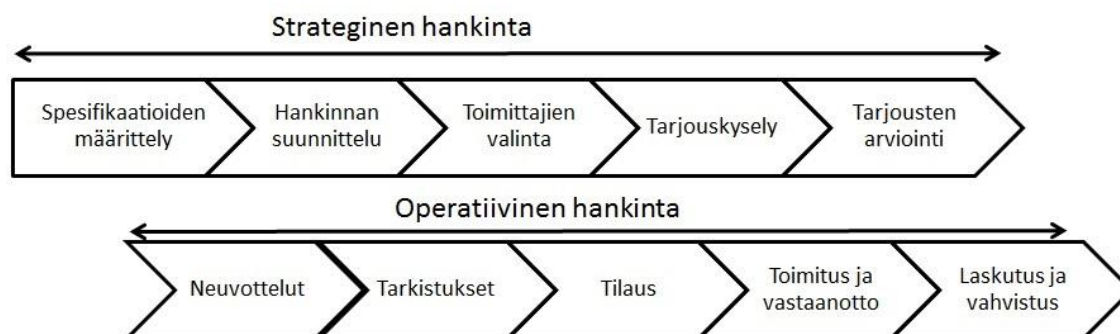 Strateginen hankinta
Spesifikaatioiden
määrittely
Hankinnan
suunnittelu
Toimittajien
valinta
Tarjouskysely
Tarjousten
arviointi
Operatiivinen hankinta
Neuvottelut
Tarkistukset
Tilaus
Toimitus ja
vastaanotto
Laskutus ja
vahvistus